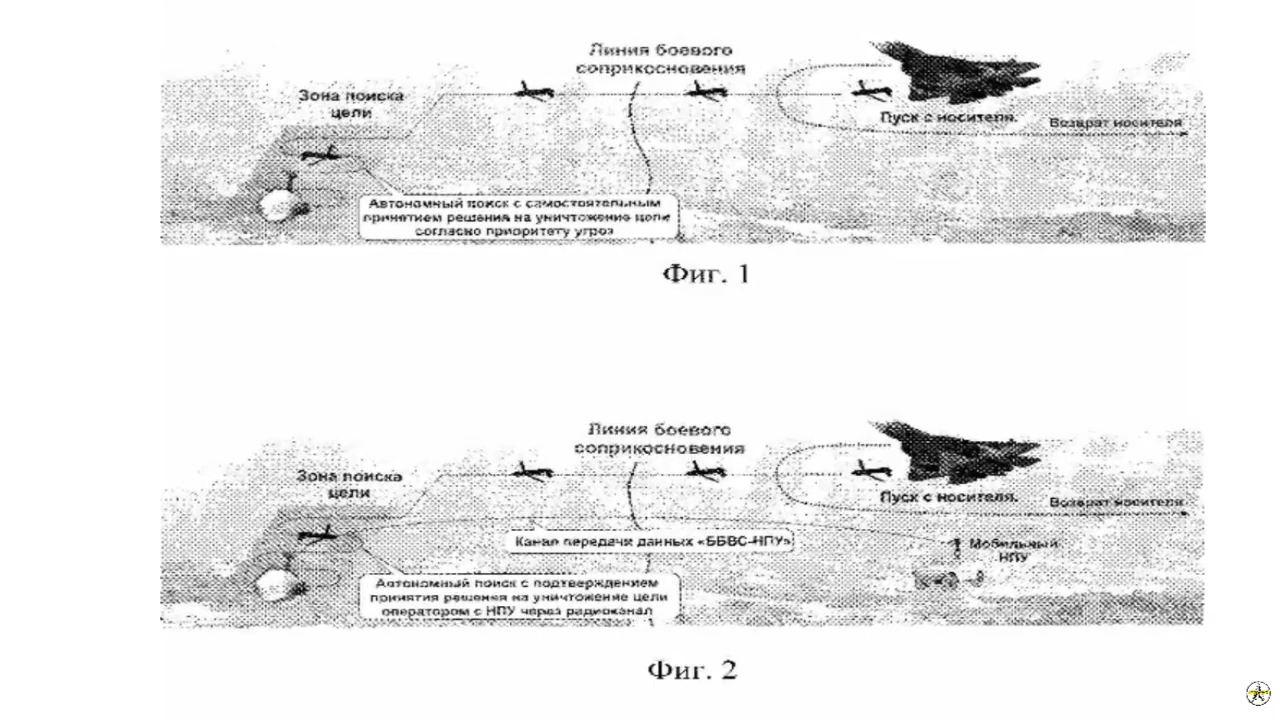 Линия боевого
соприкосновения
Зона поиска
цели
Пуск с носителя.
Возврат носителя
Автономный поиск с самостоятельным
принятием решения на уничтожение цели
согласно приоритету угроз
Фиг. 1
Линия боевого
соприкосновения
Зона поиска
цели
Пуск с носителя.
Возврат носителя
Канал передачи данных «ББВС-НПУ»
Мобильный
НПУ
Автономный поиск с подтверждением
принятия решения на уничтожение цели
оператором с НПУ через радиоканал
Фиг. 2